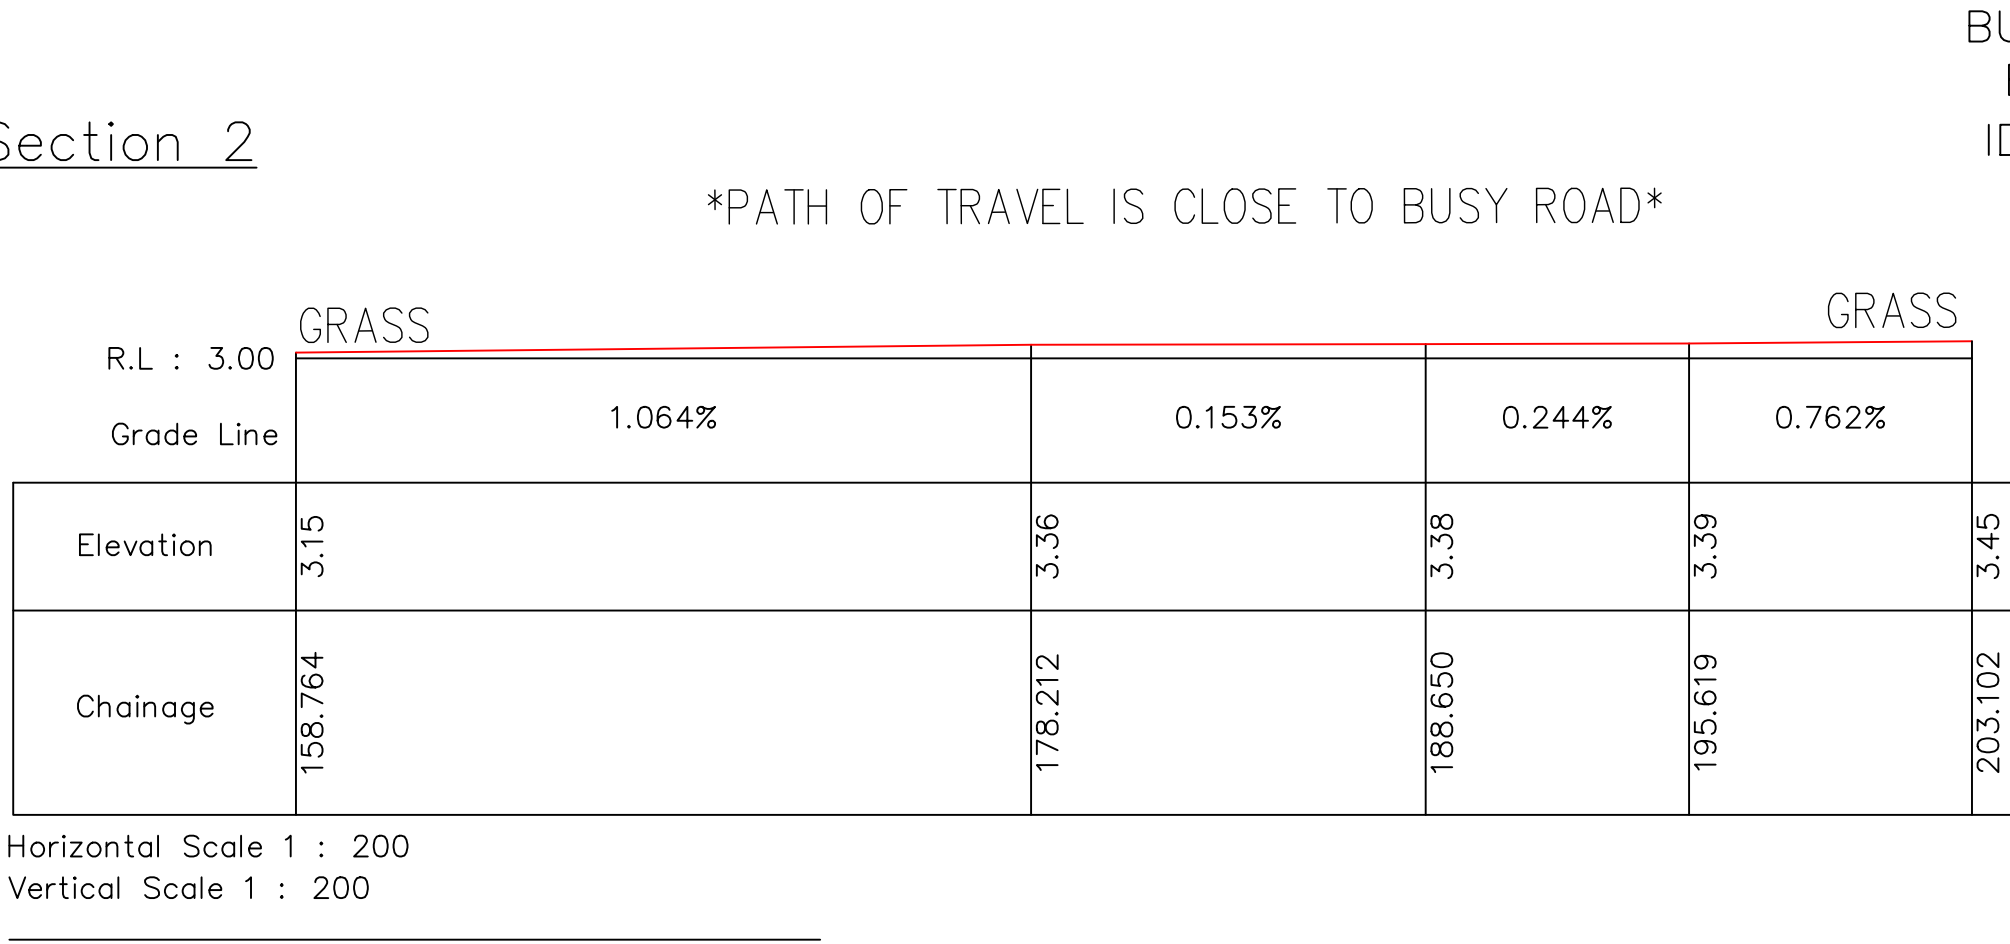 Section 2
*PATH OF TRAVEL IS CLOSE TO BUSY ROAD*
GRASS GRASS
R.L : 3.00
Grade Line 1.064% 0.153% 0.244% 0.762%
Elevation 3.15 3.36 3.38 3.39 3.45
Chainage 158.764 178.212 188.650 195.619 203.102
Horizontal Scale 1 : 200
Vertical Scale 1 : 200